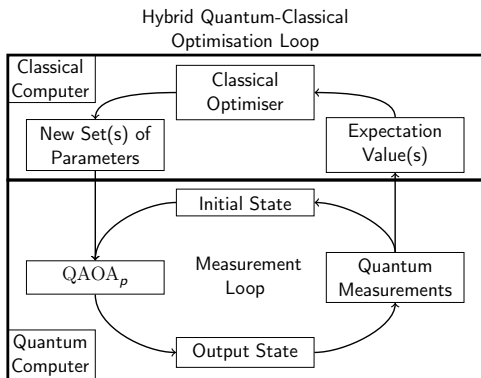 Hybrid Quantum-Classical
Optimisation Loop
Classical
Computer
Classical
Optimiser
New Set(s) of
Parameters
Expectation
Value(s)
Initial State
QAOAₚ
Measurement
Loop
Quantum
Measurements
Quantum
Computer
Output State